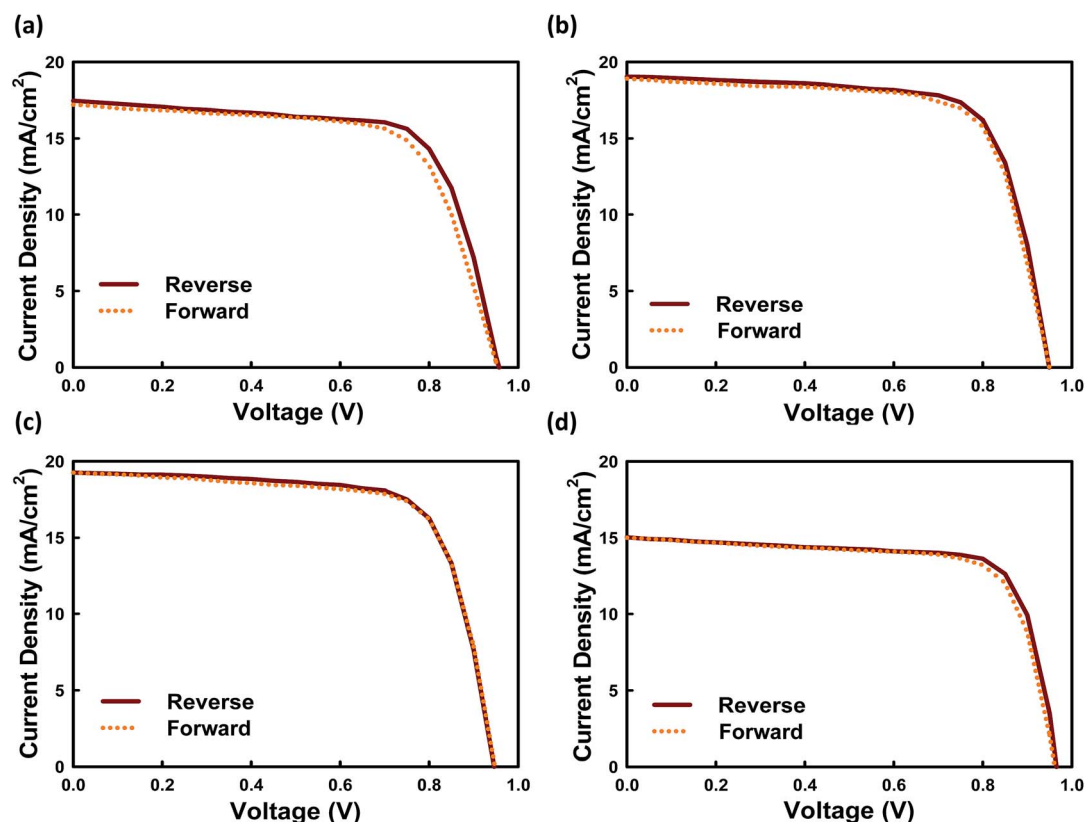 (a)
20
15
10
5
0
Current Density (mA/cm²)
Reverse
Forward
0.0 0.2 0.4 0.6 0.8 1.0
Voltage (V)
(b)
20
15
10
5
0
Current Density (mA/cm²)
Reverse
Forward
0.0 0.2 0.4 0.6 0.8 1.0
Voltage (V)
(c)
20
15
10
5
0
Current Density (mA/cm²)
Reverse
Forward
0.0 0.2 0.4 0.6 0.8 1.0
Voltage (V)
(d)
20
15
10
5
0
Current Density (mA/cm²)
Reverse
Forward
0.0 0.2 0.4 0.6 0.8 1.0
Voltage (V)